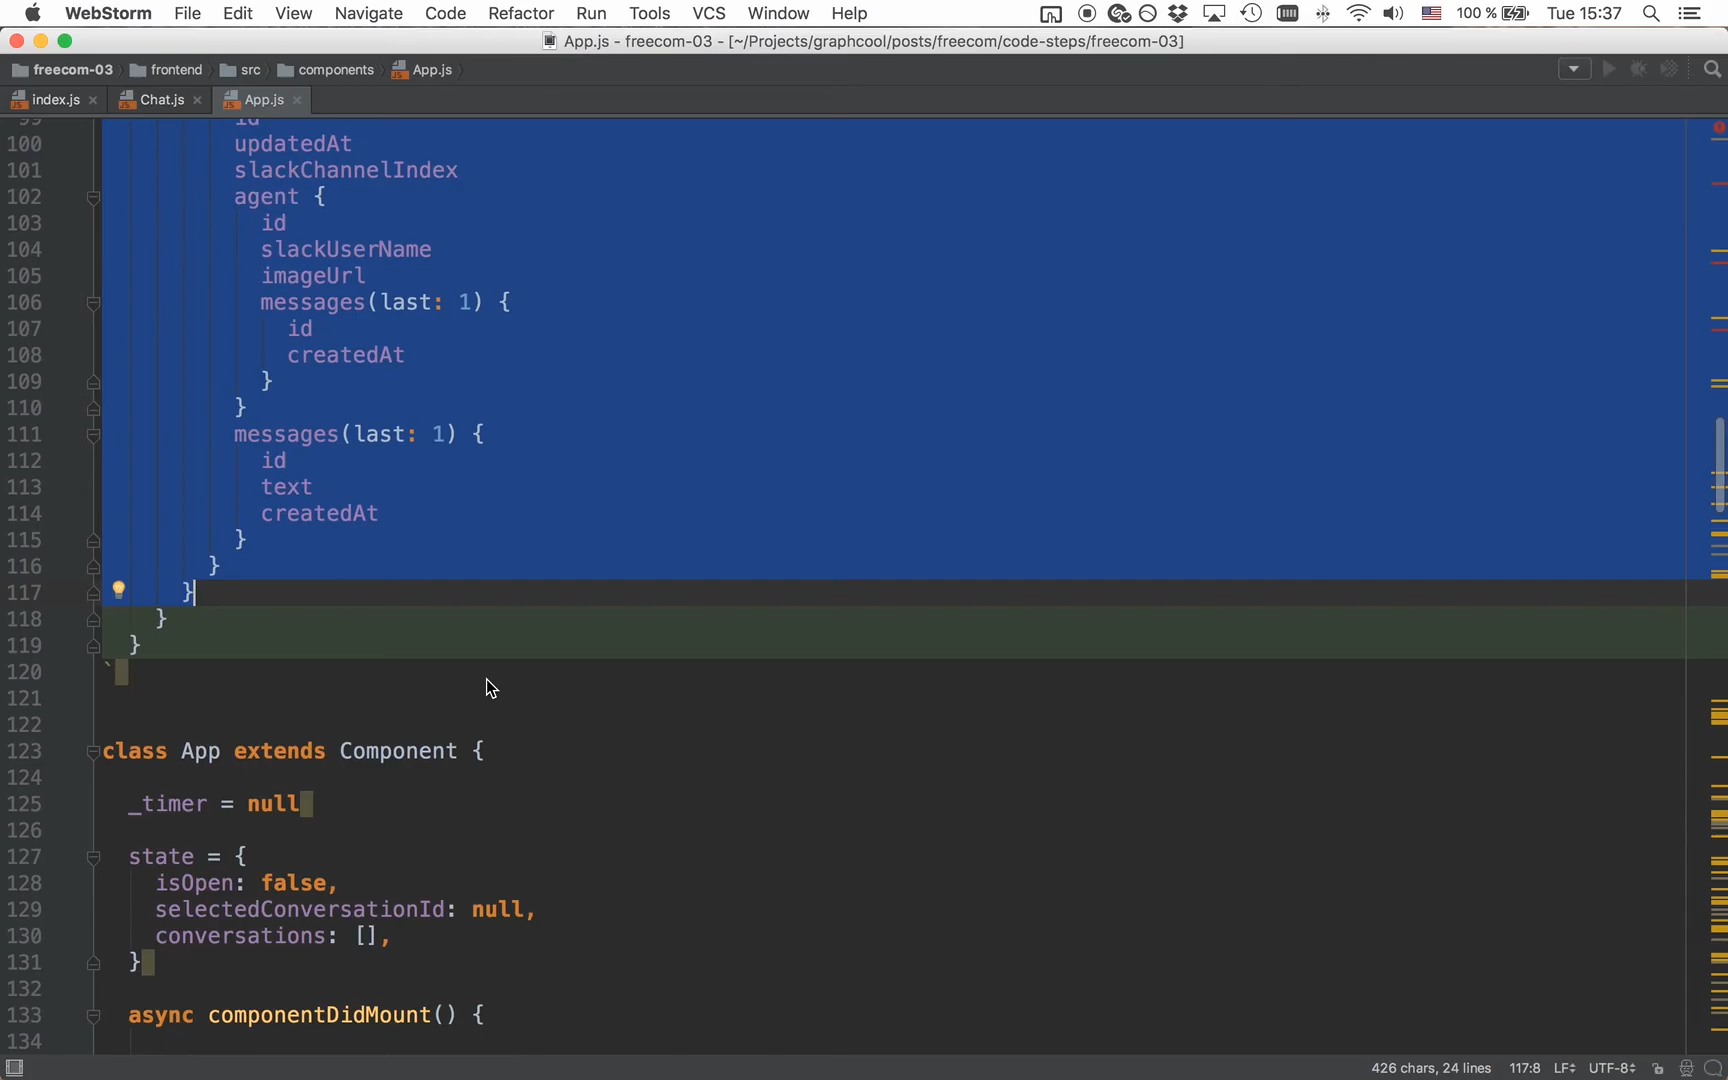 WebStorm File Edit View Navigate Code Refactor Run Tools VCS Window Help 100 % Tue 15:37
App.js - freecom-03 - [~/Projects/graphcool/posts/freecom/code-steps/freecom-03]
freecom-03 frontend src components App.js
index.js Chat.js App.js
99 id
100 updatedAt
101 slackChannelIndex
102 agent {
103 id
104 slackUserName
105 imageUrl
106 messages(last: 1) {
107 id
108 createdAt
109 }
110 }
111 messages(last: 1) {
112 id
113 text
114 createdAt
115 }
116 }
117 }
118 }
119 }
120 `
121
122
123 class App extends Component {
124
125 _timer = null
126
127 state = {
128 isOpen: false,
129 selectedConversationId: null,
130 conversations: [],
131 }
132
133 async componentDidMount() {
134
426 chars, 24 lines 117:8 LF UTF-8